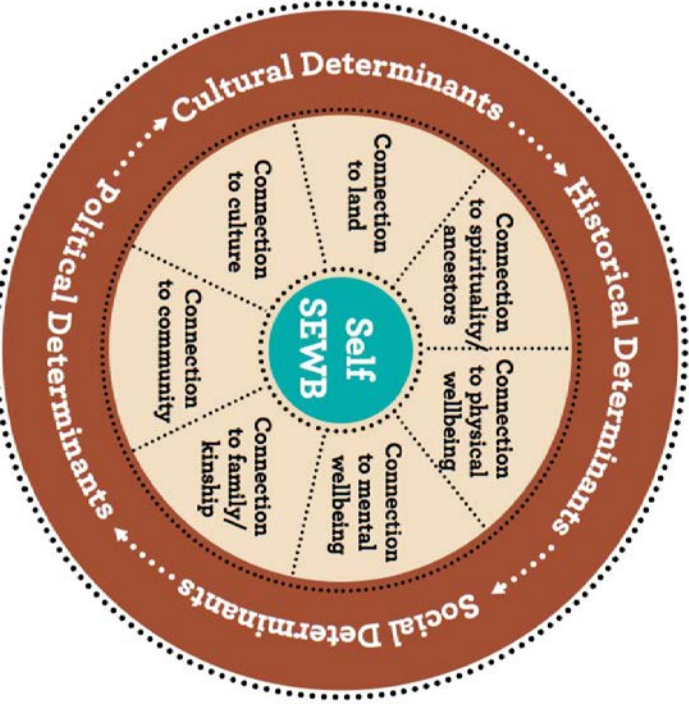 Self
SEWB
Connection
to physical
wellbeing
Connection
to mental
wellbeing
Connection
to family/
kinship
Connection
to community
Connection
to culture
Connection
to land
Connection
to spirituality/
ancestors
Historical Determinants
Social Determinants
Political Determinants
Cultural Determinants